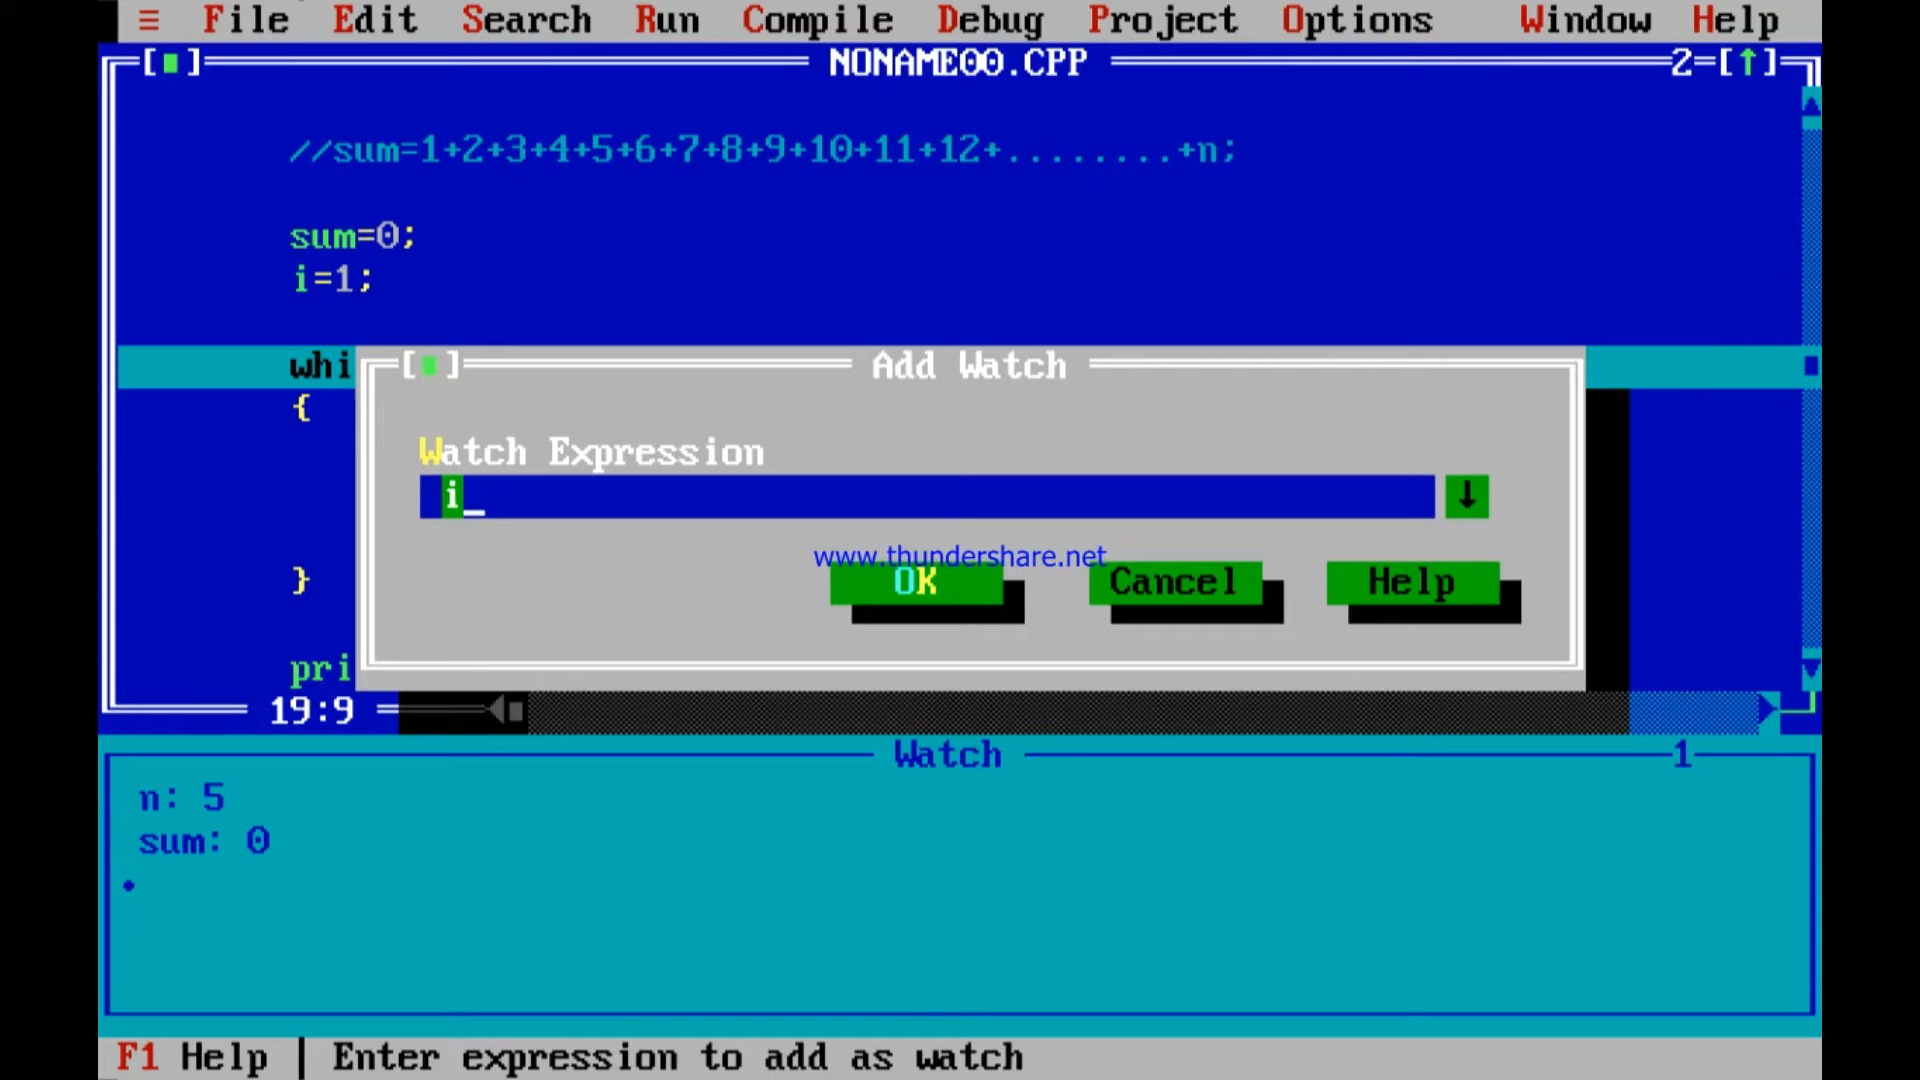 ≡ File Edit Search Run Compile Debug Project Options Window Help
[■] NONAME00.CPP 2=[↑]
//sum=1+2+3+4+5+6+7+8+9+10+11+12+........+n;
sum=0;
i=1;
whi
[■] Add Watch
{
Watch Expression
i_ ↓
www.thundershare.net
} OK Cancel Help
pri
19:9
Watch 1
n: 5
sum: 0
•
F1 Help | Enter expression to add as watch